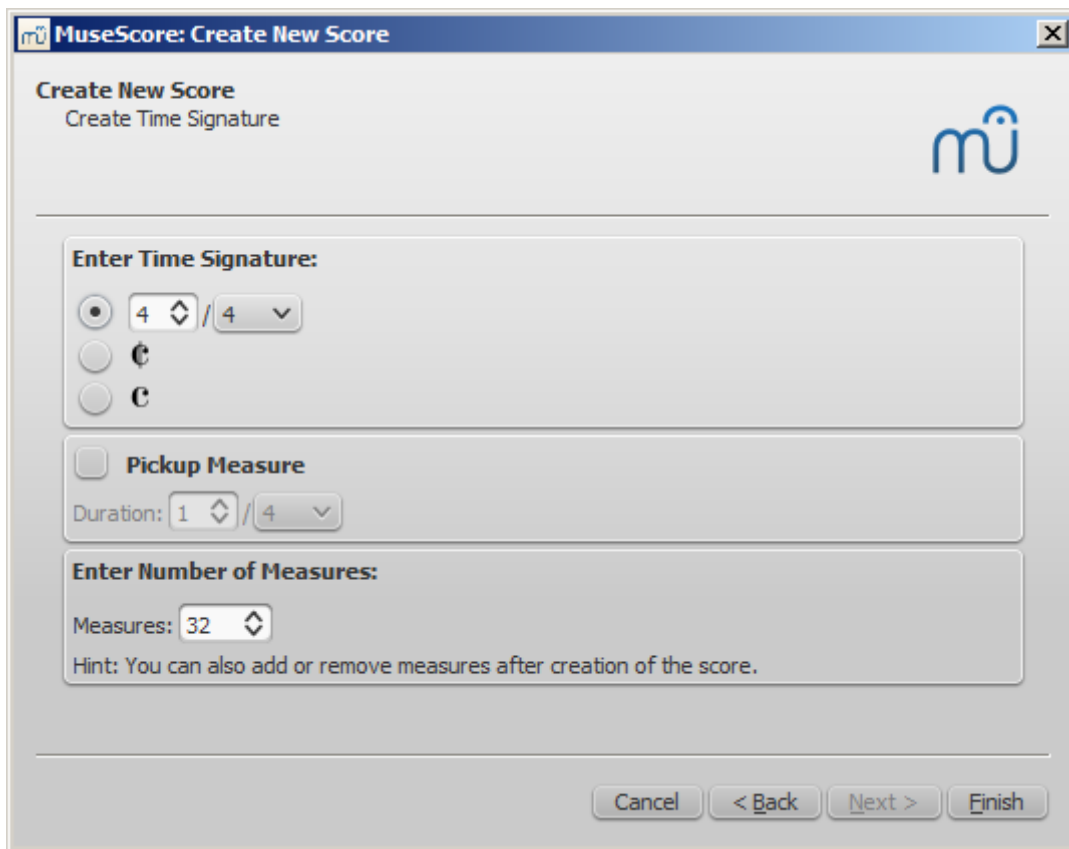 MuseScore: Create New Score
Create New Score
Create Time Signature
Enter Time Signature:
4 / 4
¢
C
Pickup Measure
Duration: 1 / 4
Enter Number of Measures:
Measures: 32
Hint: You can also add or remove measures after creation of the score.
Cancel < Back Next > Finish